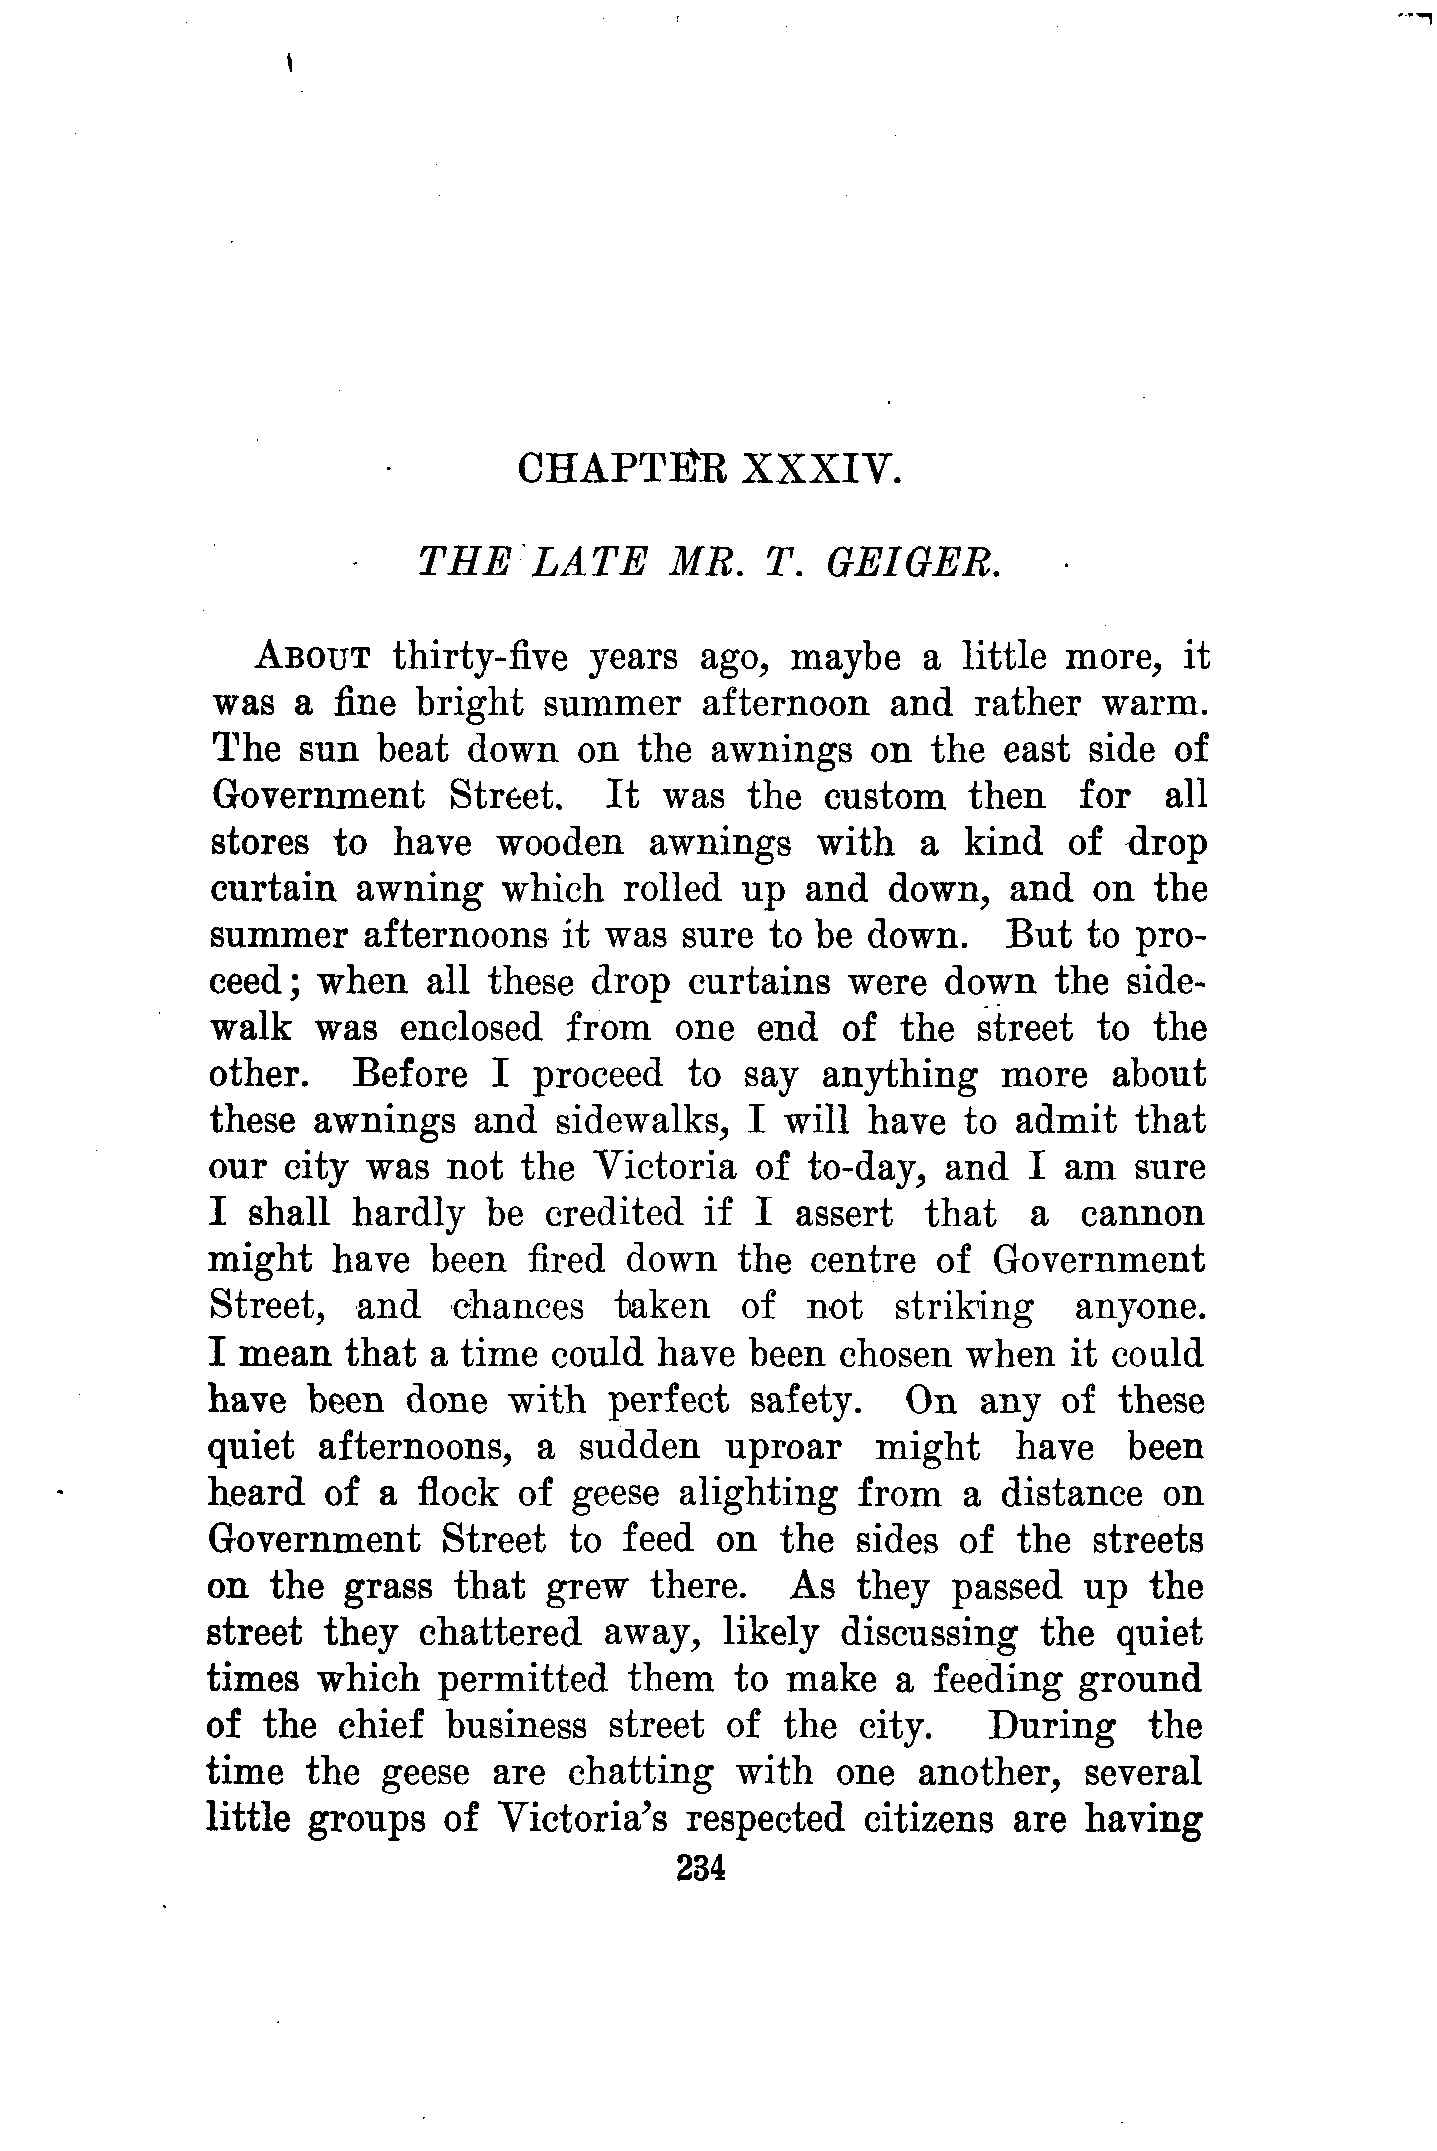 CHAPTER XXXIV.
THE LATE MR. T. GEIGER.
ABOUT thirty-five years ago, maybe a little more, it
was a fine bright summer afternoon and rather warm.
The sun beat down on the awnings on the east side of
Government Street. It was the custom then for all
stores to have wooden awnings with a kind of drop
curtain awning which rolled up and down, and on the
summer afternoons it was sure to be down. But to pro-
ceed; when all these drop curtains were down the side-
walk was enclosed from one end of the street to the
other. Before I proceed to say anything more about
these awnings and sidewalks, I will have to admit that
our city was not the Victoria of to-day, and I am sure
I shall hardly be credited if I assert that a cannon
might have been fired down the centre of Government
Street, and chances taken of not striking anyone.
I mean that a time could have been chosen when it could
have been done with perfect safety. On any of these
quiet afternoons, a sudden uproar might have been
heard of a flock of geese alighting from a distance on
Government Street to feed on the sides of the streets
on the grass that grew there. As they passed up the
street they chattered away, likely discussing the quiet
times which permitted them to make a feeding ground
of the chief business street of the city. During the
time the geese are chatting with one another, several
little groups of Victoria's respected citizens are having
234